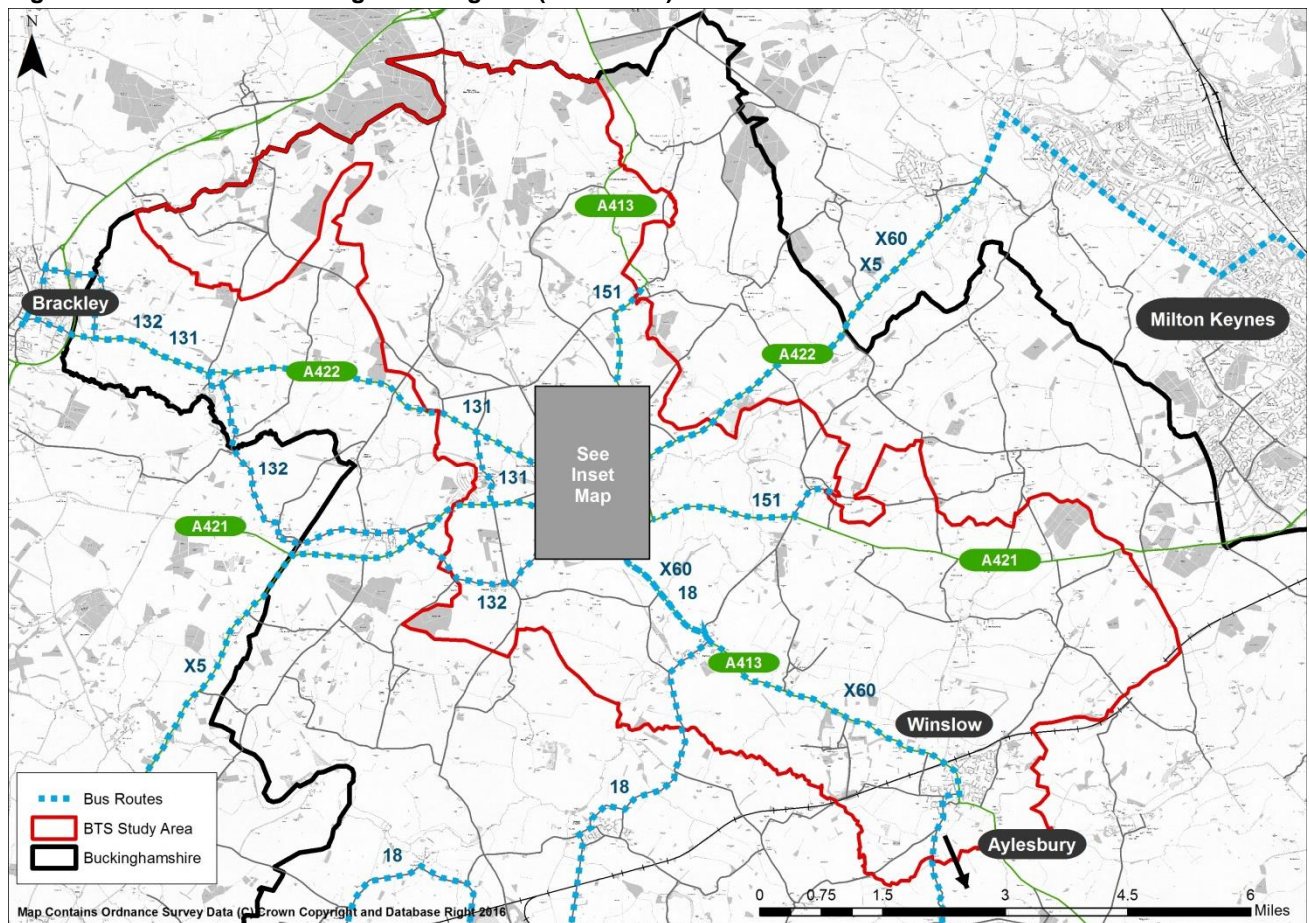 N
A413
X60
X5
151
Brackley
132
131
Milton Keynes
A422
A422
131
See
Inset
Map
131
132
151
A421
A421
X60
18
132
A413
X5
X60
Winslow
18
Bus Routes
BTS Study Area
Buckinghamshire
Aylesbury
18
0 0.75 1.5 3 4.5 6
Miles
Map Contains Ordnance Survey Data (C) Crown Copyright and Database Right 2016